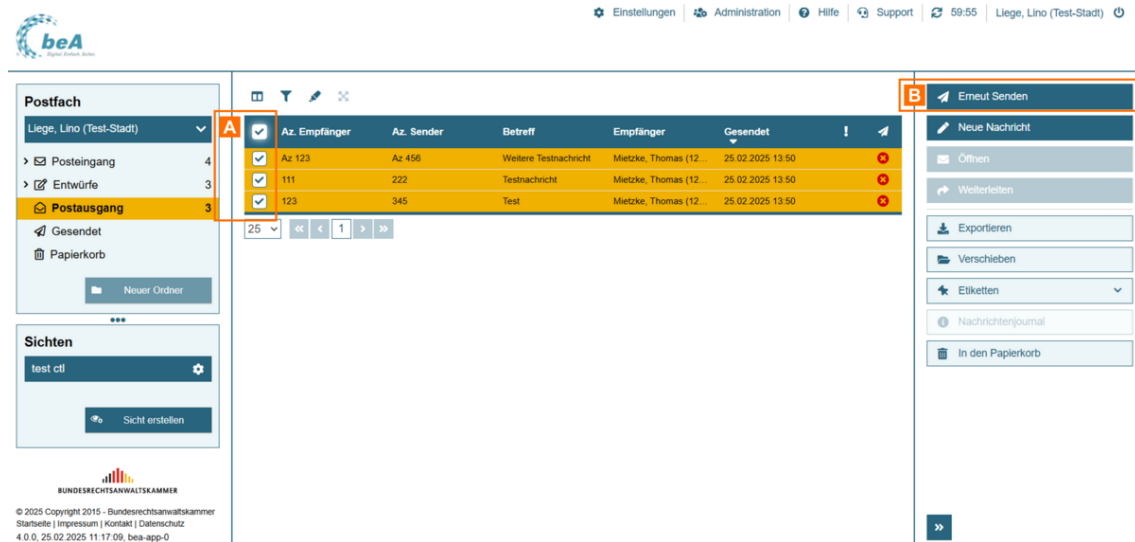 Einstellungen Administration Hilfe Support 59:55 Liege, Lino (Test-Stadt)
beA
Digital. Einfach. Sicher.
Postfach
Liege, Lino (Test-Stadt)
Posteingang 4
Entwürfe 3
Postausgang 3
Gesendet
Papierkorb
Neuer Ordner
Sichten
test ctl
Sicht erstellen
BUNDESRECHTSANWALTSKAMMER
© 2025 Copyright 2015 - Bundesrechtsanwaltskammer
Startseite | Impressum | Kontakt | Datenschutz
4.0.0, 25.02.2025 11:17:09, bea-app-0
A
Az. Empfänger Az. Sender Betreff Empfänger Gesendet !
Az 123 Az 456 Weitere Testnachricht Mietzke, Thomas (12... 25.02.2025 13:50
111 222 Testnachricht Mietzke, Thomas (12... 25.02.2025 13:50
123 345 Test Mietzke, Thomas (12... 25.02.2025 13:50
25 « ‹ 1 › »
B
Erneut Senden
Neue Nachricht
Öffnen
Weiterleiten
Exportieren
Verschieben
Etiketten
Nachrichtenjournal
In den Papierkorb
»